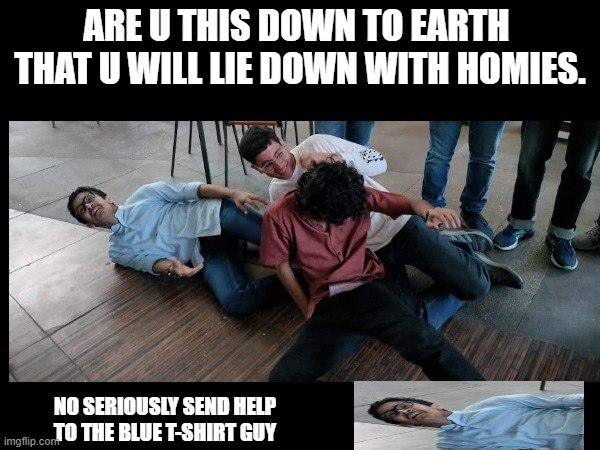 ARE U THIS DOWN TO EARTH
THAT U WILL LIE DOWN WITH HOMIES.
NO SERIOUSLY SEND HELP
TO THE BLUE T-SHIRT GUY
imgflip.com